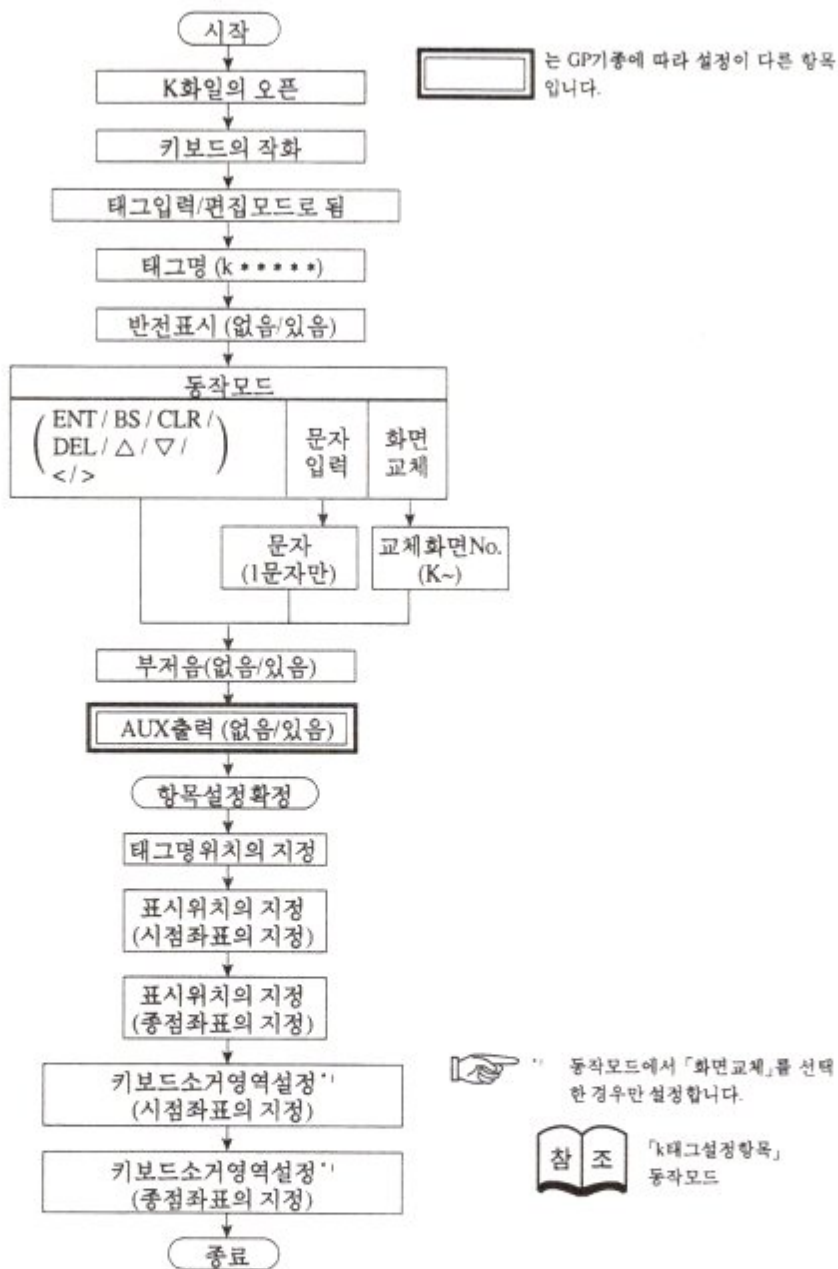 시작
는 GP기종에 따라 설정이 다른 항목
입니다.
K화일의 오픈
키보드의 작화
태그입력/편집모드로 됨
태그명 (k * * * * *)
반전표시 (없음/있음)
동작모드
ENT / BS / CLR /
DEL / △ / ▽ /
< / >
문자
입력
화면
교체
문자
(1문자만)
교체화면No.
(K~)
부저음(없음/있음)
AUX출력 (없음/있음)
항목설정확정
태그명위치의 지정
표시위치의 지정
(시점좌표의 지정)
표시위치의 지정
(종점좌표의 지정)
키보드소거영역설정*1
(시점좌표의 지정)
*1 동작모드에서 「화면교체」를 선택
한 경우만 설정합니다.
키보드소거영역설정*1
(종점좌표의 지정)
참 조
「k태그설정항목」
동작모드
종료